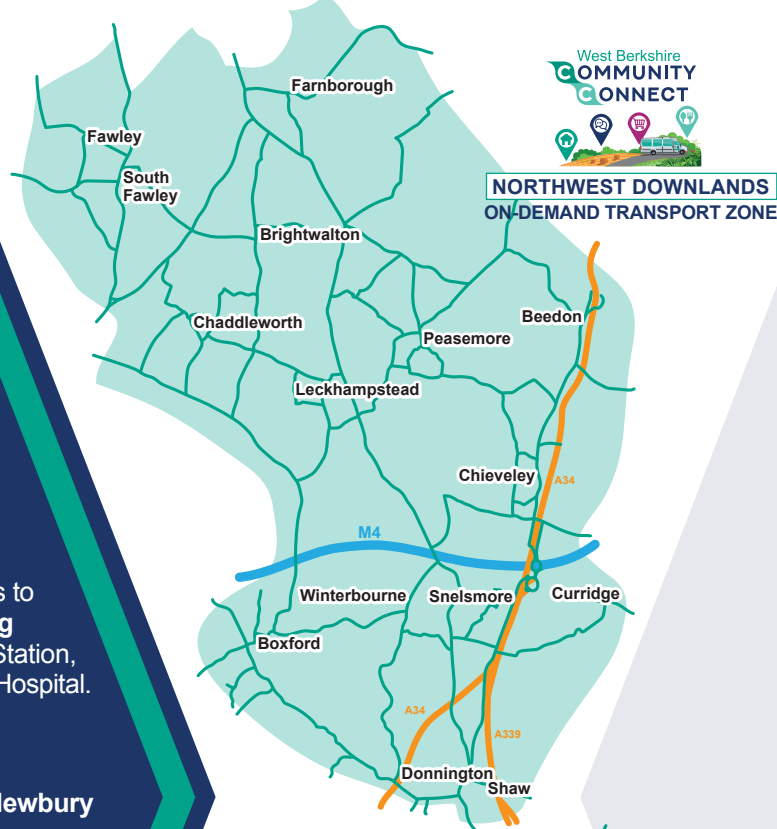 West Berkshire
COMMUNITY
CONNECT
NORTHWEST DOWNLANDS
ON-DEMAND TRANSPORT ZONE
Farnborough
Fawley
South
Fawley
Brightwalton
Beedon
Chaddleworth
Peasemore
Leckhampstead
Chieveley
A34
M4
Winterbourne
Snelsmore
Curridge
Boxford
A34
A339
Donnington
Shaw
to
Station,
Hospital.